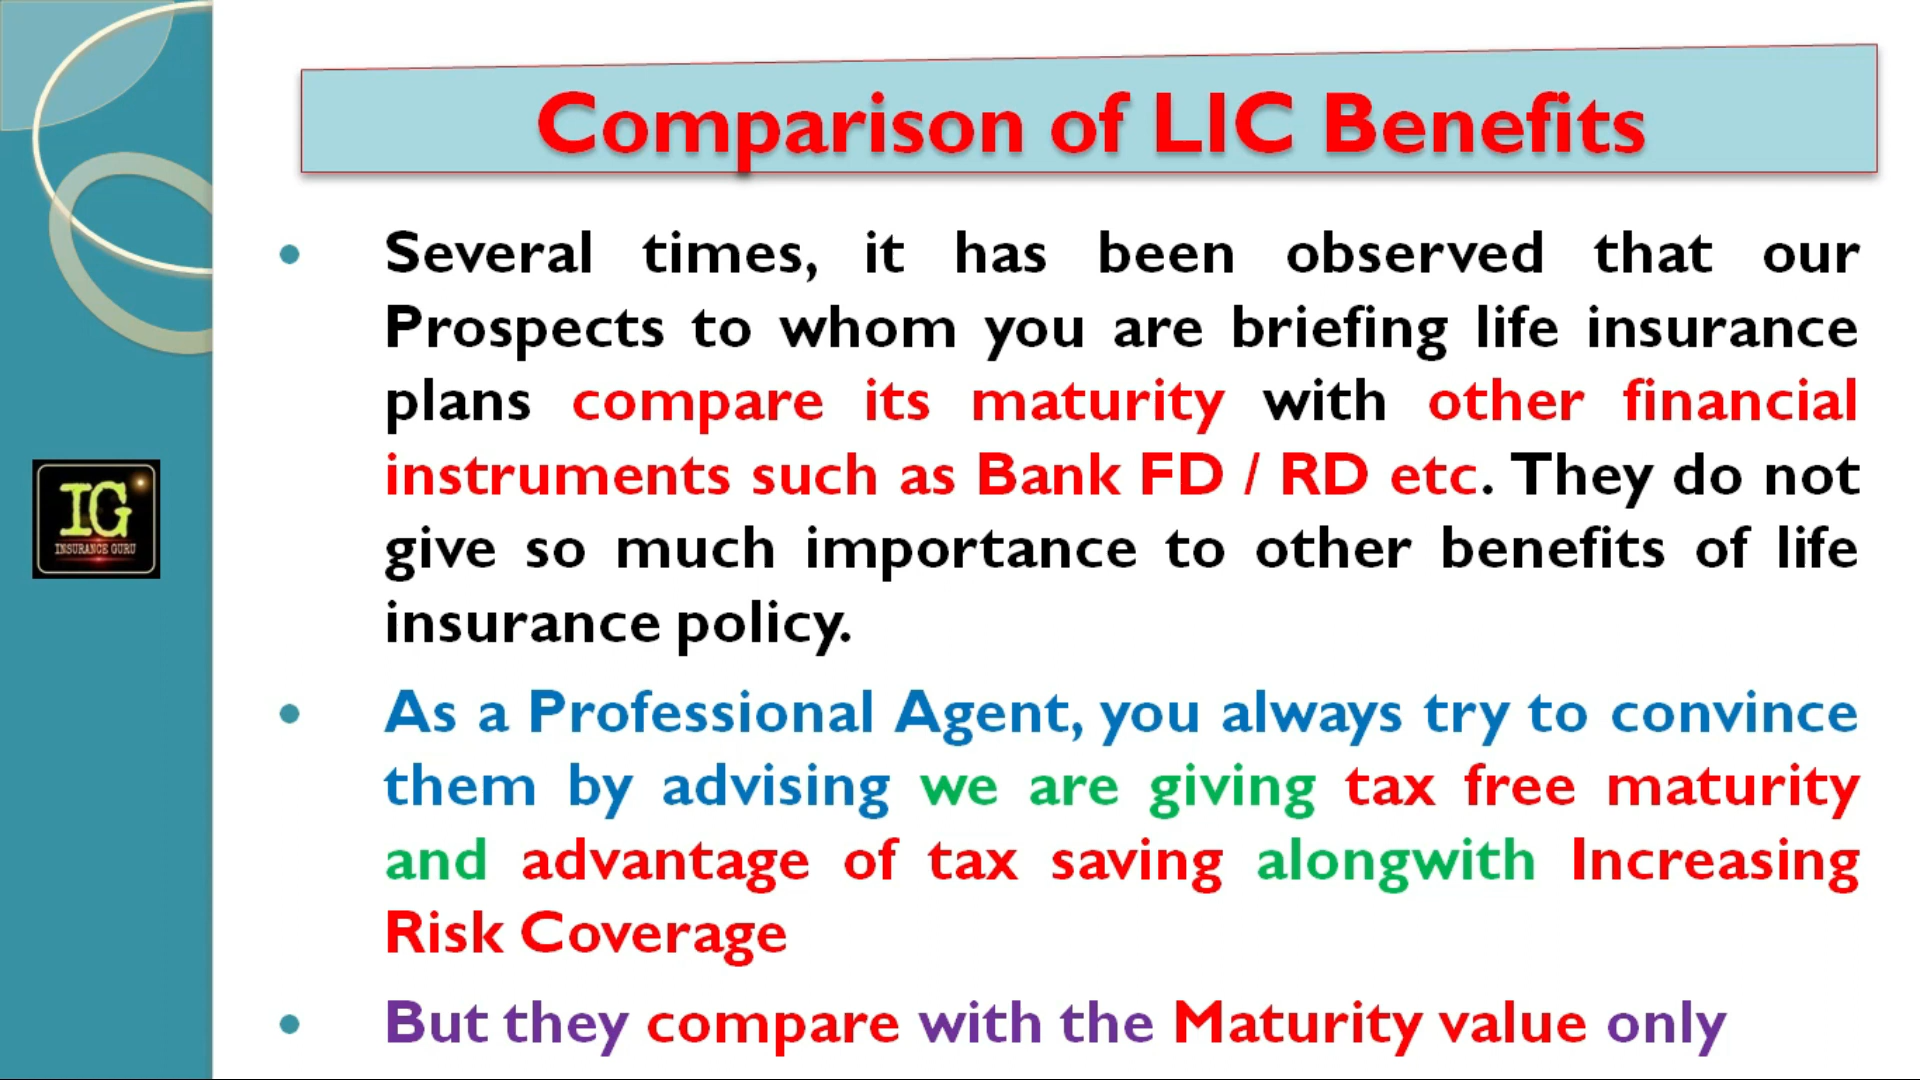 Comparison of LIC Benefits
Several times, it has been observed that our
Prospects to whom you are briefing life insurance
plans compare its maturity with other financial
instruments such as Bank FD / RD etc. They do not
give so much importance to other benefits of life
insurance policy.
As a Professional Agent, you always try to convince
them by advising we are giving tax free maturity
and advantage of tax saving alongwith Increasing
Risk Coverage
But they compare with the Maturity value only
IG
INSURANCE GURU